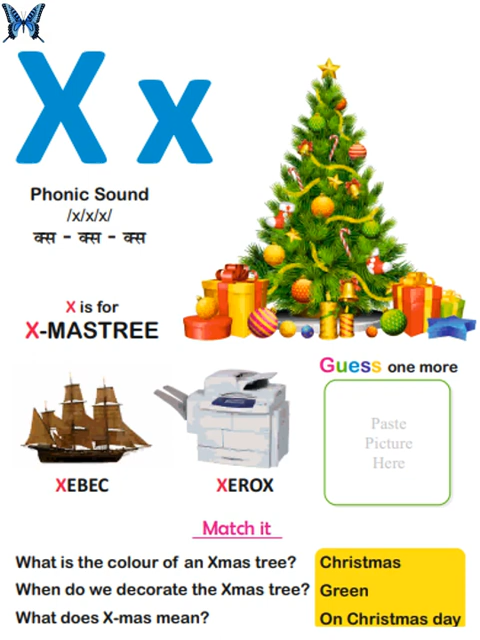 X x
Phonic Sound
/x/x/x/
क्स - क्स - क्स
X is for
X-MASTREE
Guess one more
Paste
Picture
Here
XEBEC
XEROX
Match it
What is the colour of an Xmas tree? Christmas
When do we decorate the Xmas tree? Green
What does X-mas mean? On Christmas day